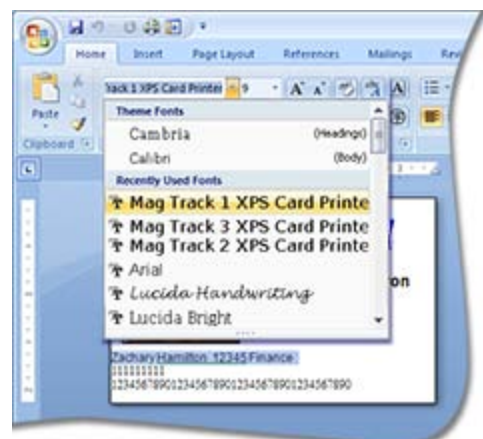 Home Insert Page Layout References Mailings Rev
Paste
Track 1 XPS Card Printer 9
Clipboard
Theme Fonts
Cambria (Headings)
Calibri (Body)
Recently Used Fonts
Mag Track 1 XPS Card Printe
Mag Track 3 XPS Card Printe
Mag Track 2 XPS Card Printe
Arial
Lucida Handwriting
Lucida Bright
on
Zachary Hamilton 12345 Finance
1111111111
1234567890123456789012345678901234567890